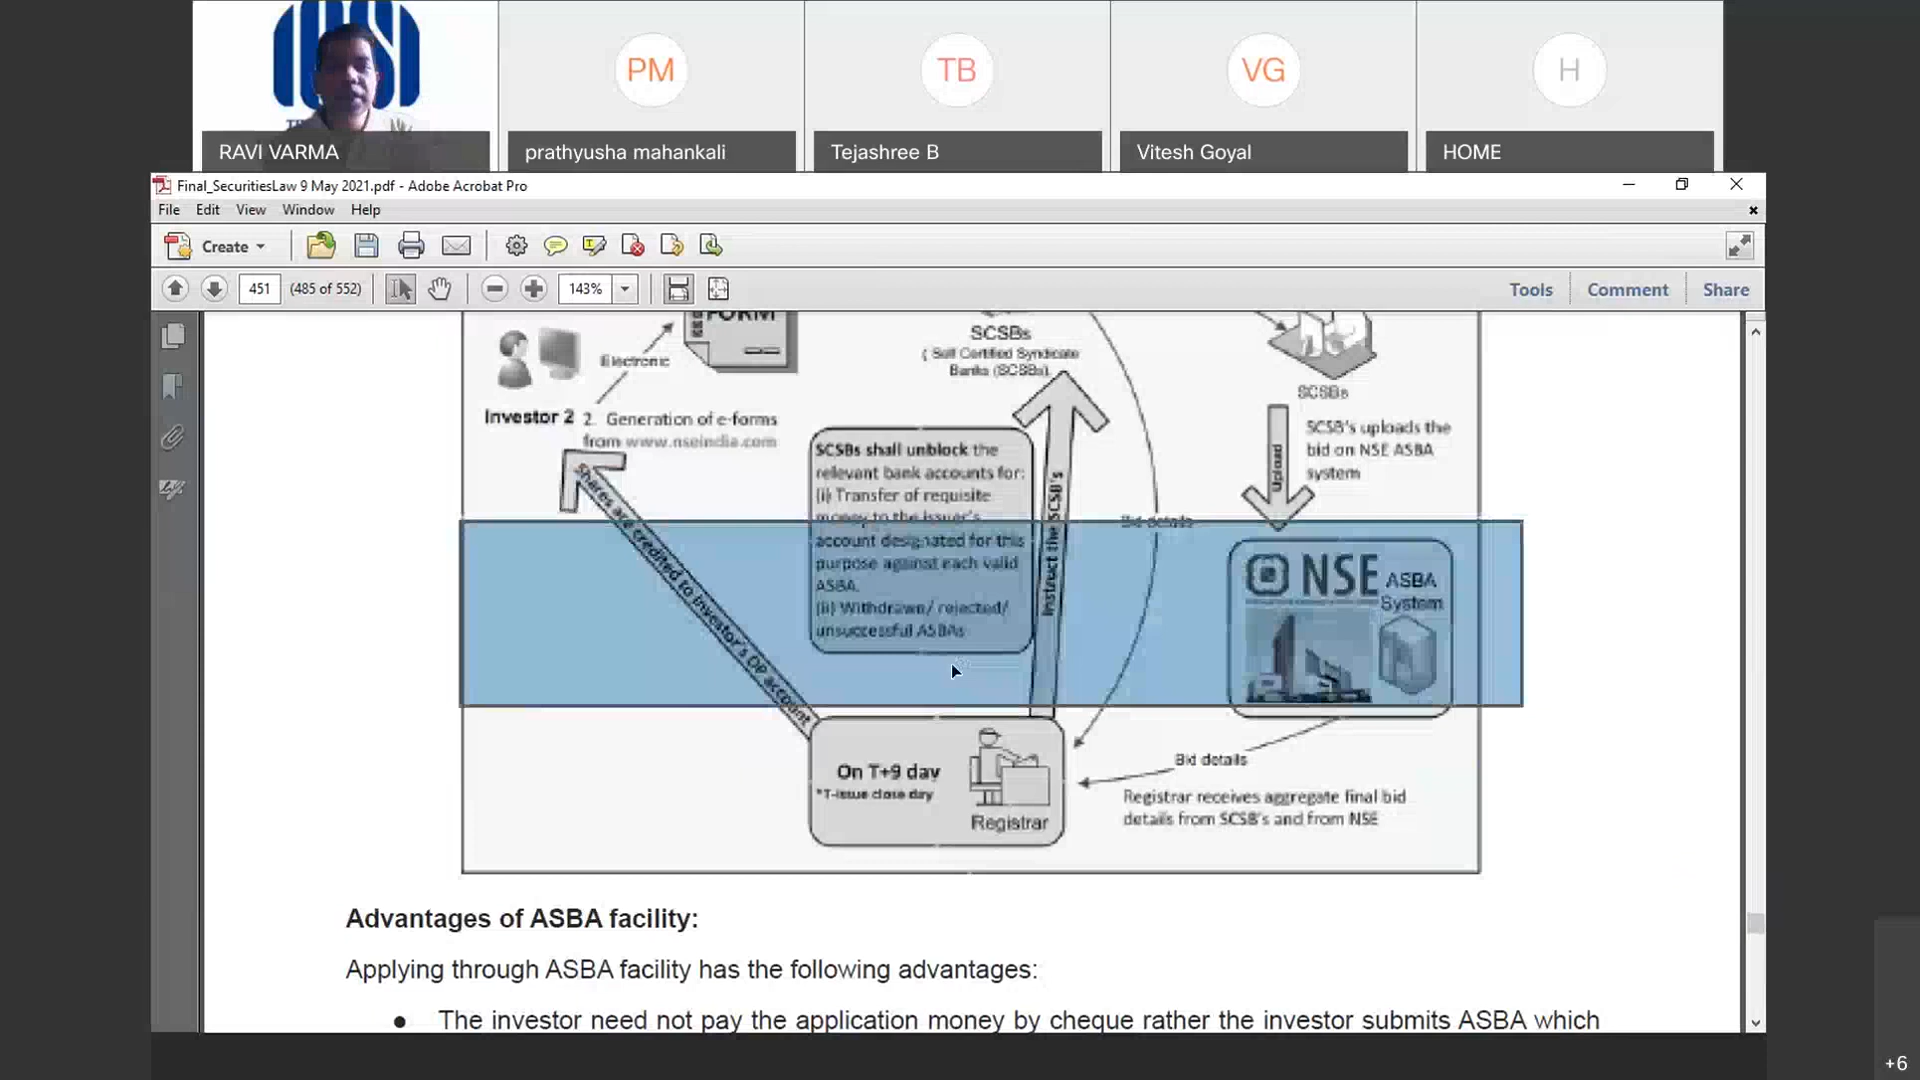 PM
TB
VG
H
RAVI VARMA
prathyusha mahankali
Tejashree B
Vitesh Goyal
HOME
Final_SecuritiesLaw 9 May 2021.pdf - Adobe Acrobat Pro
File Edit View Window Help
Create
451 (485 of 552) 143% Tools Comment Share
FORM
Electronic
Investor 2
2. Generation of e-forms
from www.nseindia.com
SCSBs
( Self Certified Syndicate
Banks (SCSBs).
SCSBs
SCSB's uploads the
bid on NSE ASBA
system
Upload
SCSBs shall unblock the
relevant bank accounts for:
(i) Transfer of requisite
money to the issuer's
account designated for this
purpose against each valid
ASBA.
(ii) Withdrawn/ rejected/
unsuccessful ASBAs
Instruct the SCSB's
Bid details
Shares are credited to Investor's DP account
NSE ASBA
System
On T+9 day
*T-issue close day
Registrar
Bid details
Registrar receives aggregate final bid
details from SCSB's and from NSE
Advantages of ASBA facility:
Applying through ASBA facility has the following advantages:
● The investor need not pay the application money by cheque rather the investor submits ASBA which
+6